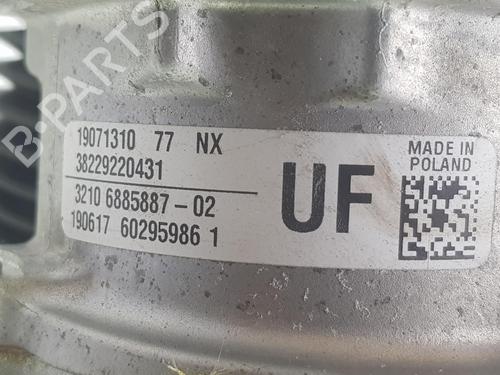 19071310 77 NX
38229220431
3210 6885887-02
190617 60295986 1
UF
MADE IN
POLAND
B-PARTS